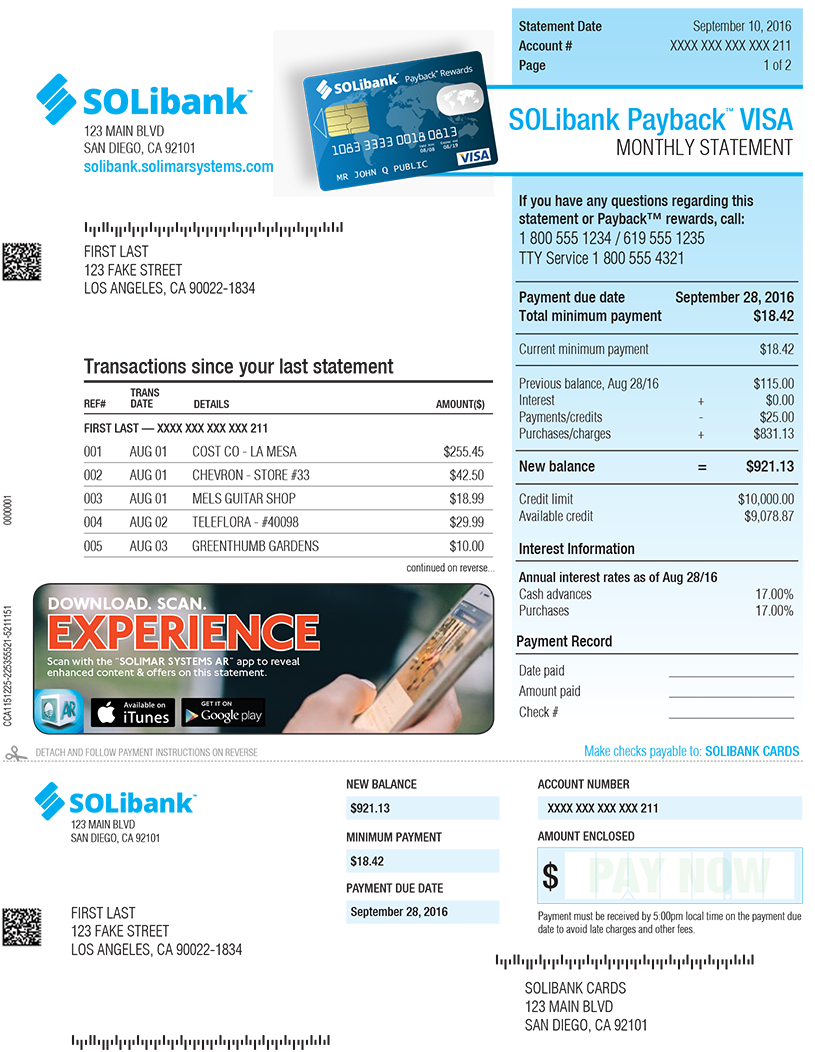 Statement Date September 10, 2016
Account # XXXX XXX XXX XXX 211
Page 1 of 2
SOLibank™
123 MAIN BLVD
SAN DIEGO, CA 92101
solibank.solimarsystems.com
SOLibank™ Payback™ Rewards
1083 3333 0018 0813
08/08 08/19
MR JOHN Q PUBLIC
VISA
SOLibank Payback™ VISA
MONTHLY STATEMENT
If you have any questions regarding this
statement or Payback™ rewards, call:
1 800 555 1234 / 619 555 1235
TTY Service 1 800 555 4321
FIRST LAST
123 FAKE STREET
LOS ANGELES, CA 90022-1834
Payment due date September 28, 2016
Total minimum payment $18.42
Current minimum payment $18.42
Previous balance, Aug 28/16 $115.00
Interest + $0.00
Payments/credits - $25.00
Purchases/charges + $831.13
New balance = $921.13
Credit limit $10,000.00
Available credit $9,078.87
Interest Information
Annual interest rates as of Aug 28/16
Cash advances 17.00%
Purchases 17.00%
Payment Record
Date paid
Amount paid
Check #
Transactions since your last statement
REF# TRANS DATE DETAILS AMOUNT($)
FIRST LAST — XXXX XXX XXX XXX 211
001 AUG 01 COST CO - LA MESA $255.45
002 AUG 01 CHEVRON - STORE #33 $42.50
003 AUG 01 MELS GUITAR SHOP $18.99
004 AUG 02 TELEFLORA - #40098 $29.99
005 AUG 03 GREENTHUMB GARDENS $10.00
continued on reverse...
0000001
CCA1151225-225355521-5211151
DOWNLOAD. SCAN.
EXPERIENCE
Scan with the "SOLIMAR SYSTEMS AR" app to reveal
enhanced content & offers on this statement.
AR
Available on
iTunes
GET IT ON
Google play
DETACH AND FOLLOW PAYMENT INSTRUCTIONS ON REVERSE
Make checks payable to: SOLIBANK CARDS
SOLibank™
123 MAIN BLVD
SAN DIEGO, CA 92101
NEW BALANCE
$921.13
MINIMUM PAYMENT
$18.42
PAYMENT DUE DATE
September 28, 2016
ACCOUNT NUMBER
XXXX XXX XXX XXX 211
AMOUNT ENCLOSED
$ PAY NOW
Payment must be received by 5:00pm local time on the payment due
date to avoid late charges and other fees.
FIRST LAST
123 FAKE STREET
LOS ANGELES, CA 90022-1834
SOLIBANK CARDS
123 MAIN BLVD
SAN DIEGO, CA 92101